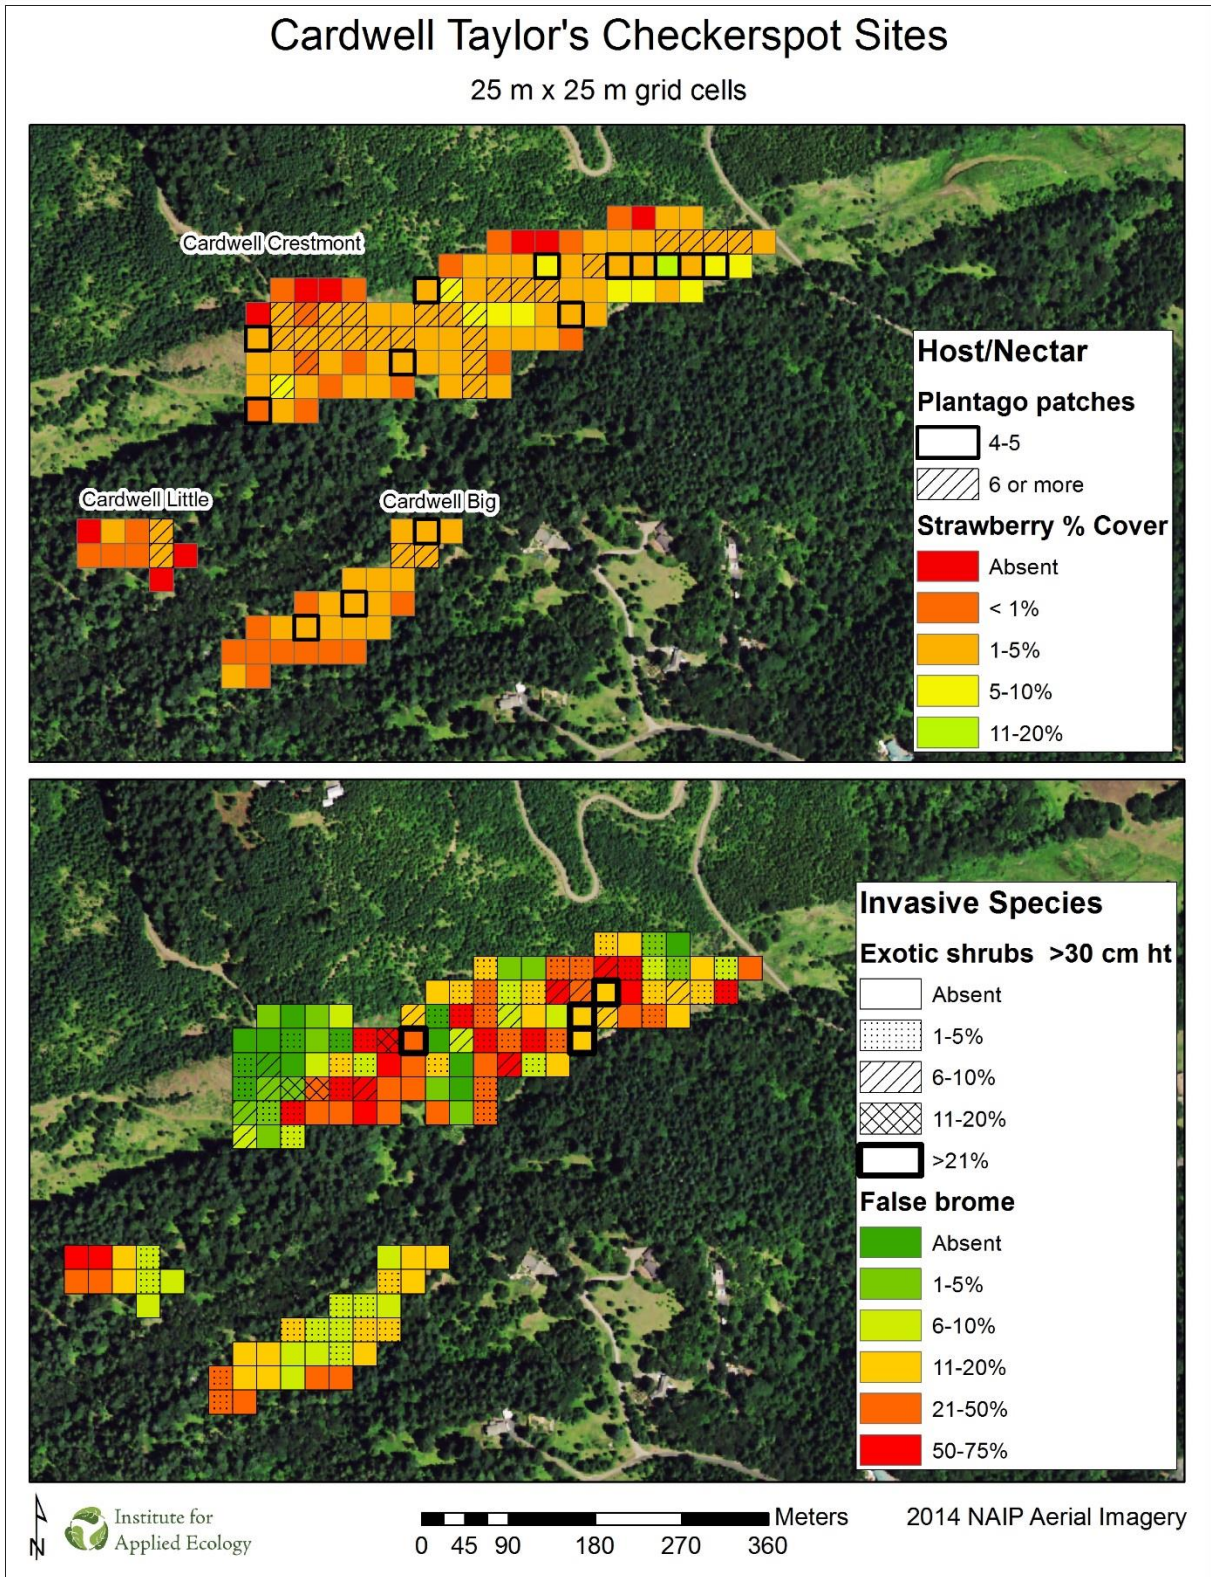 Cardwell Taylor's Checkerspot Sites
25 m x 25 m grid cells
Cardwell Crestmont
Cardwell Little
Cardwell Big
Host/Nectar
Plantago patches
4-5
6 or more
Strawberry % Cover
Absent
< 1%
1-5%
5-10%
11-20%
Invasive Species
Exotic shrubs >30 cm ht
Absent
1-5%
6-10%
11-20%
>21%
False brome
Absent
1-5%
6-10%
11-20%
21-50%
50-75%
N
Institute for
Applied Ecology
Meters
0 45 90 180 270 360
2014 NAIP Aerial Imagery